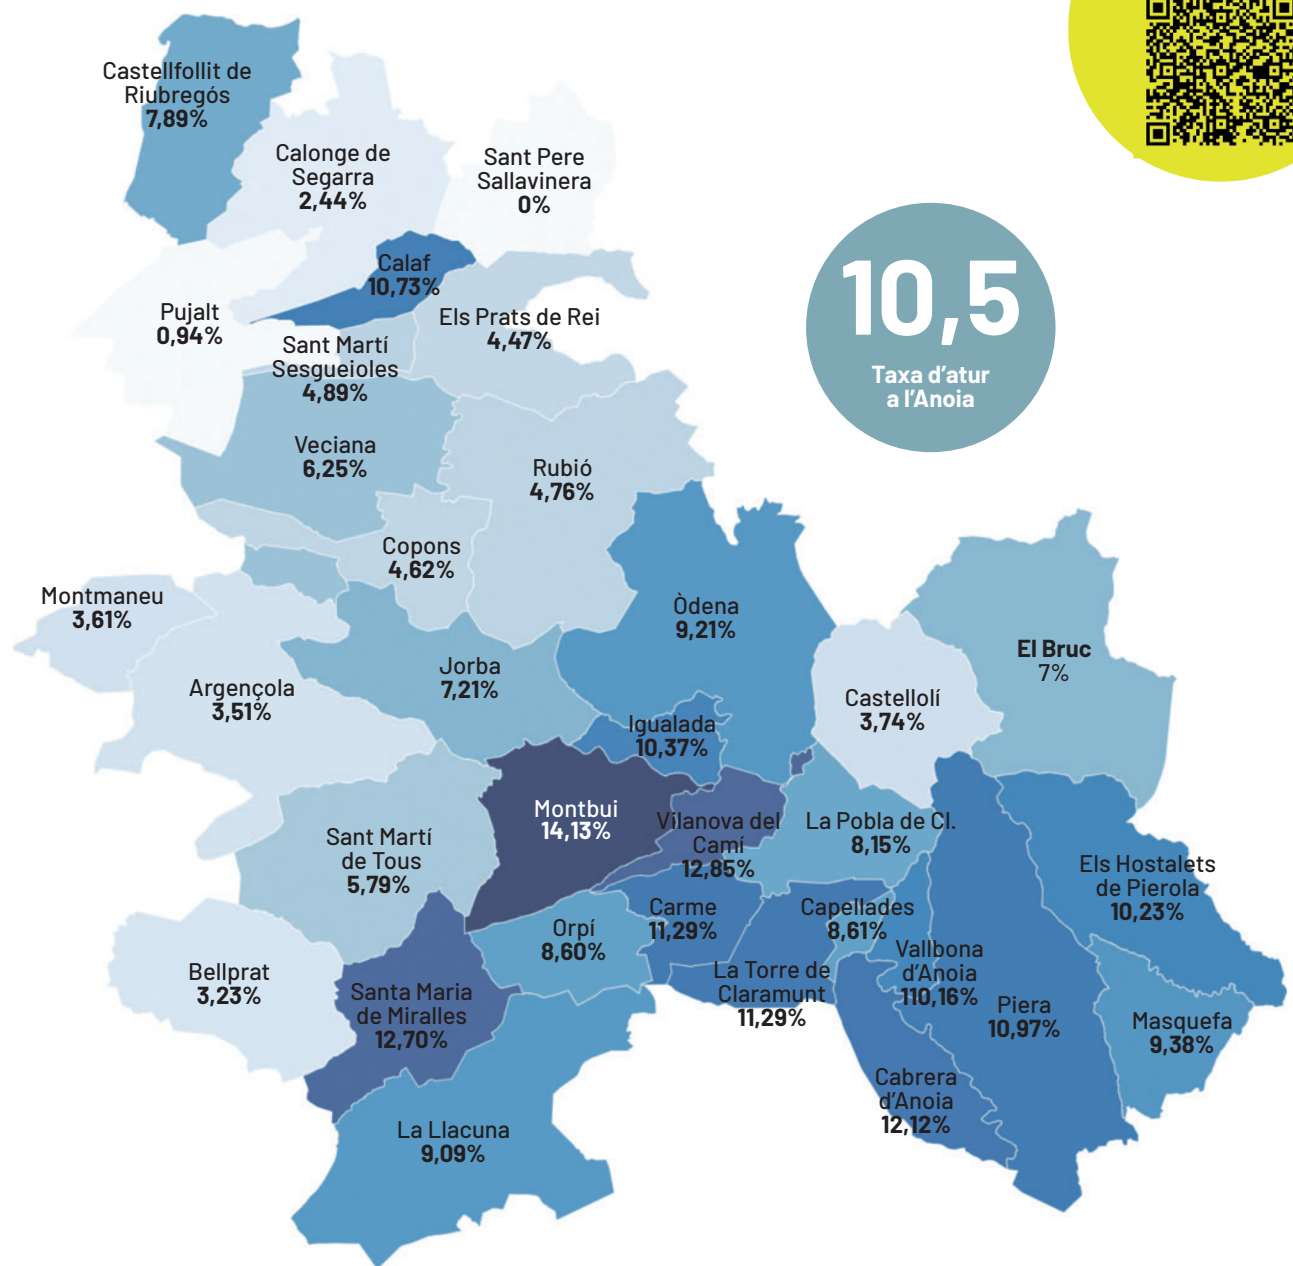 Castellfollit de
Riubregós
7,89%
Calonge de
Segarra
2,44%
Sant Pere
Sallavinera
0%
Calaf
10,73%
10,5
Taxa d'atur
a l'Anoia
Pujalt
0,94%
Els Prats de Rei
4,47%
Sant Martí
Sesgueioles
4,89%
Veciana
6,25%
Rubió
4,76%
Copons
4,62%
Montmaneu
3,61%
Òdena
9,21%
El Bruc
7%
Jorba
7,21%
Argençola
3,51%
Castellolí
3,74%
Igualada
10,37%
Montbui
14,13%
Vilanova del
Camí
12,85%
La Pobla de Cl.
8,15%
Sant Martí
de Tous
5,79%
Els Hostalets
de Pierola
10,23%
Carme
11,29%
Capellades
8,61%
Orpí
8,60%
Vallbona
d'Anoia
110,16%
Bellprat
3,23%
La Torre de
Claramunt
11,29%
Santa Maria
de Miralles
12,70%
Piera
10,97%
Masquefa
9,38%
Cabrera
d'Anoia
12,12%
La Llacuna
9,09%